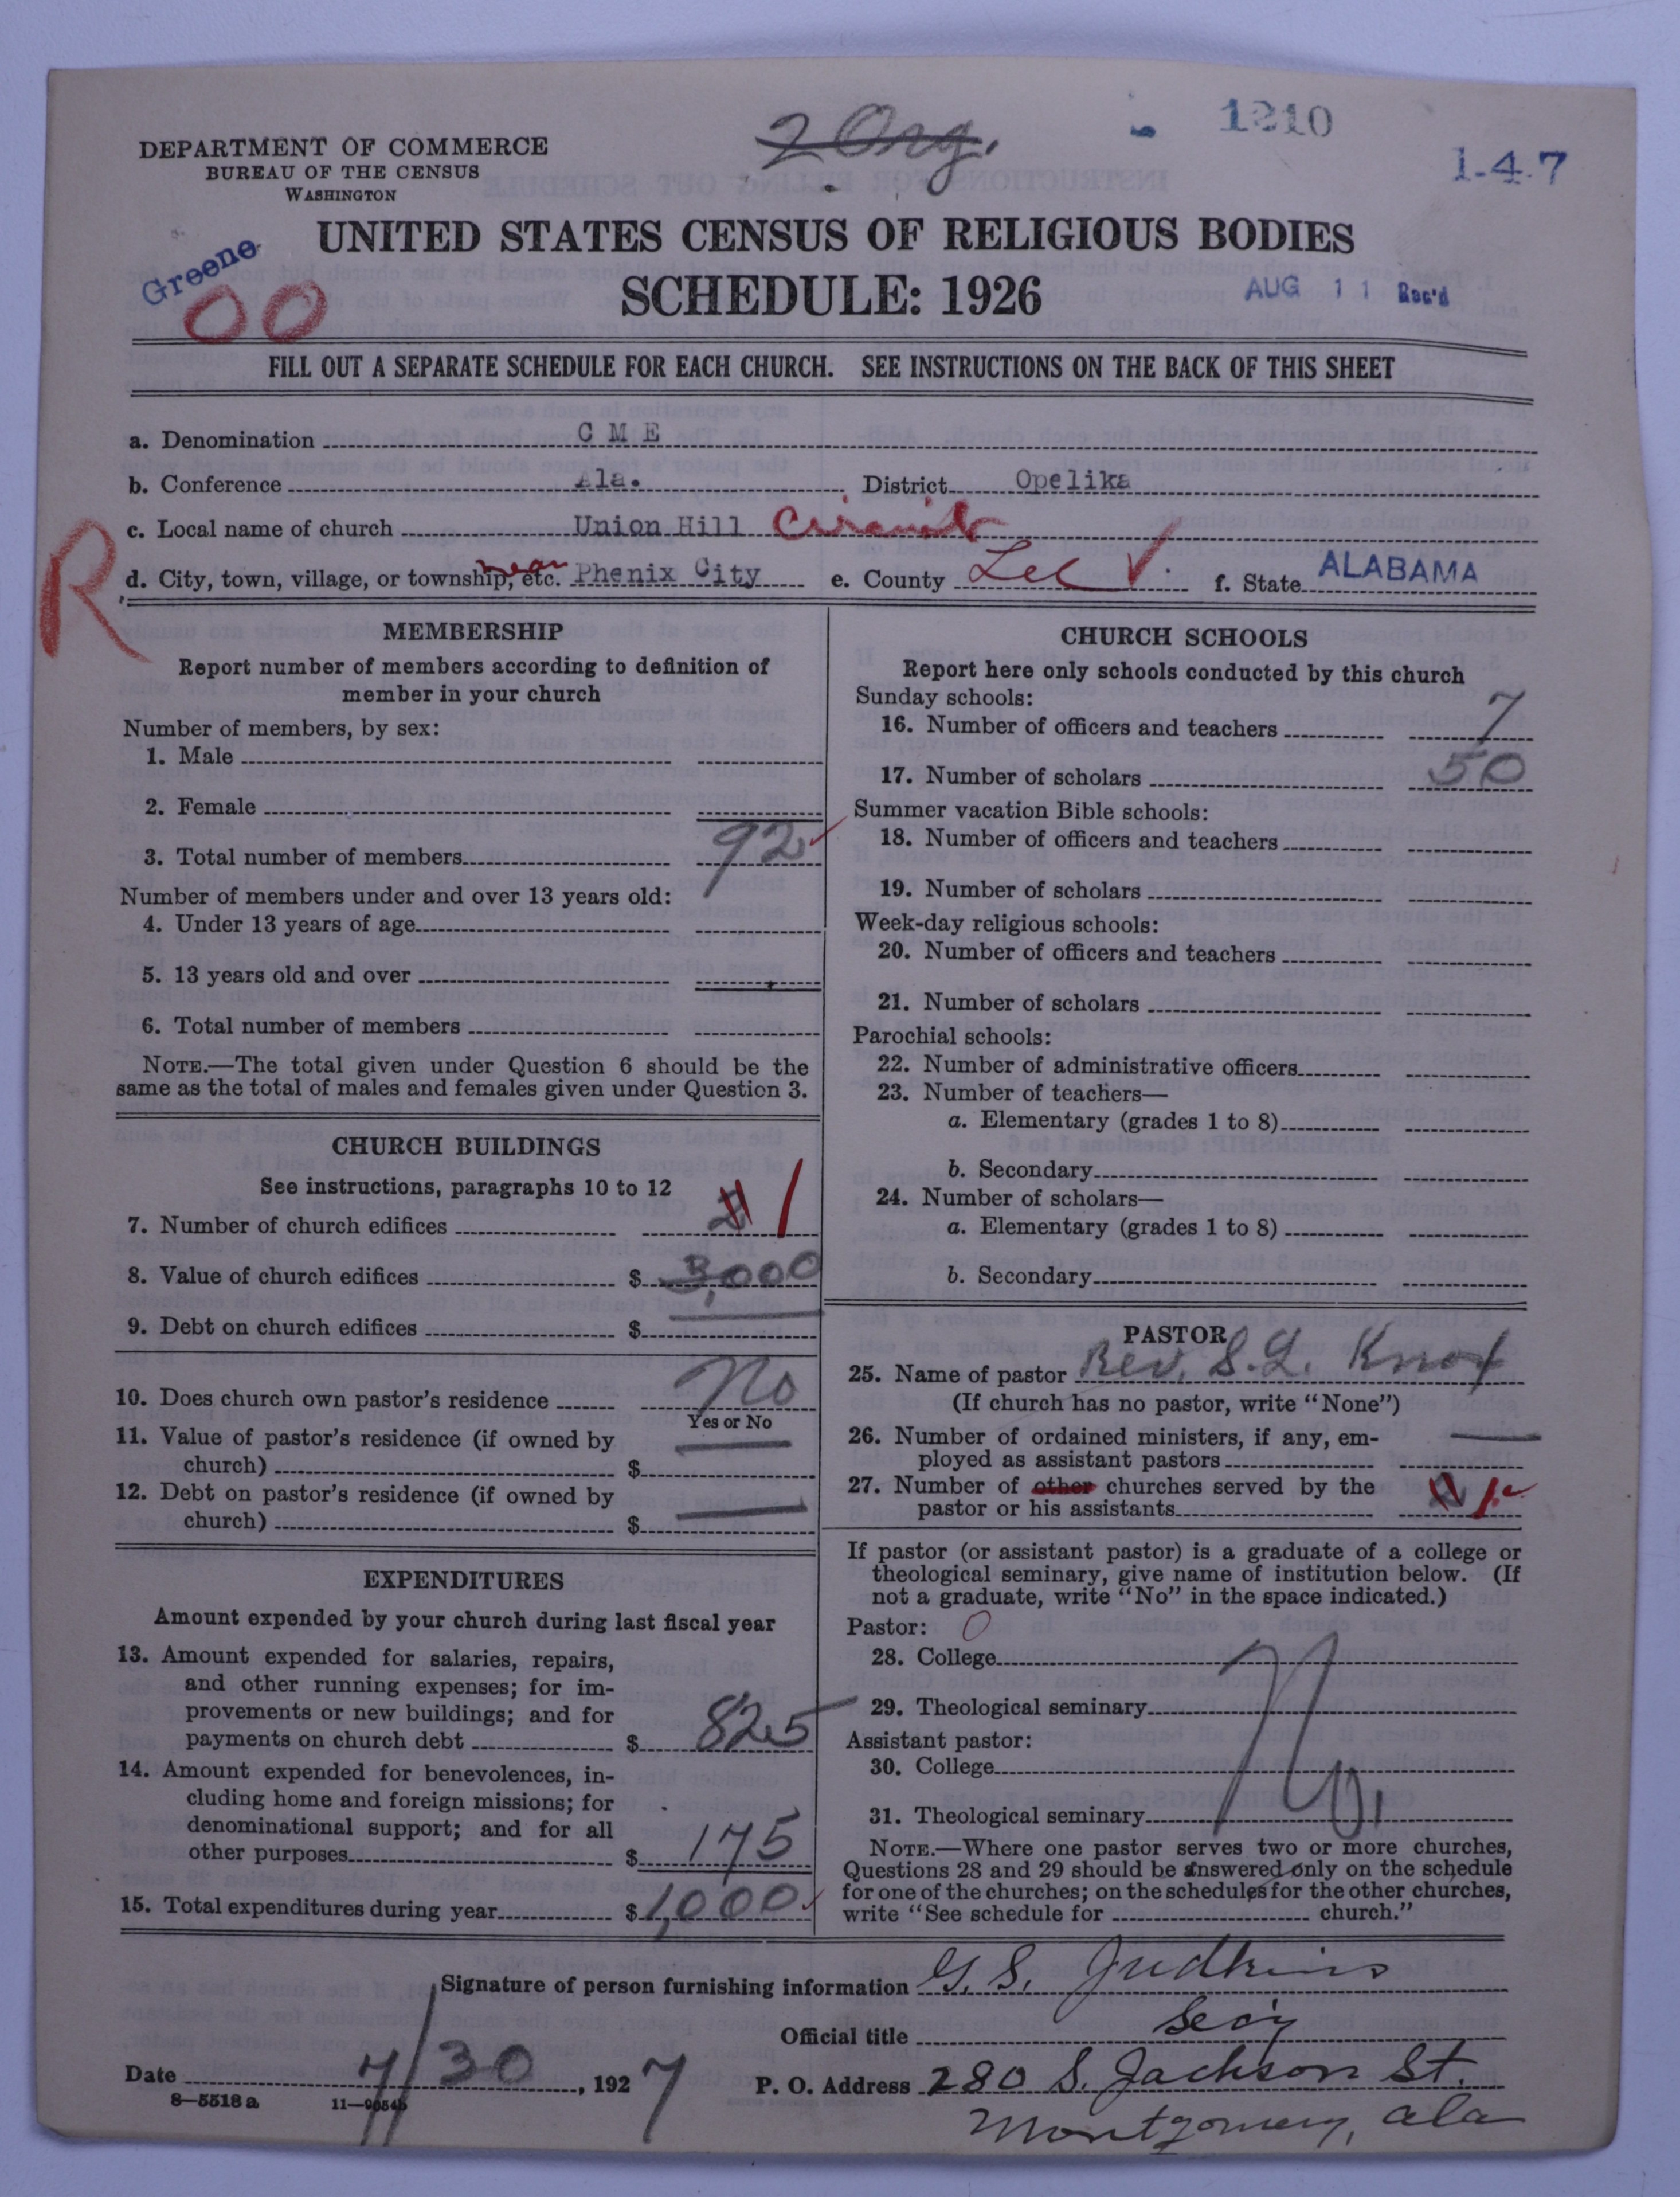 2 Org.
1210
DEPARTMENT OF COMMERCE
BUREAU OF THE CENSUS
WASHINGTON
1-4-7
UNITED STATES CENSUS OF RELIGIOUS BODIES
Greene
00
SCHEDULE: 1926
AUG 11 Rec'd
FILL OUT A SEPARATE SCHEDULE FOR EACH CHURCH. SEE INSTRUCTIONS ON THE BACK OF THIS SHEET
a. Denomination C M E
b. Conference Ala. District Opelika
c. Local name of church Union Hill Circuit
R
d. City, town, village, or township, etc. near Phenix City e. County Lee f. State ALABAMA
MEMBERSHIP
Report number of members according to definition of
member in your church
Number of members, by sex:
1. Male
2. Female
3. Total number of members 92
Number of members under and over 13 years old:
4. Under 13 years of age
5. 13 years old and over
6. Total number of members
NOTE.—The total given under Question 6 should be the
same as the total of males and females given under Question 3.
CHURCH BUILDINGS
See instructions, paragraphs 10 to 12
7. Number of church edifices 2 1
8. Value of church edifices $ 3,000
9. Debt on church edifices $
10. Does church own pastor's residence No
Yes or No
11. Value of pastor's residence (if owned by
church) $
12. Debt on pastor's residence (if owned by
church) $
EXPENDITURES
Amount expended by your church during last fiscal year
13. Amount expended for salaries, repairs,
and other running expenses; for im-
provements or new buildings; and for
payments on church debt $ 825
14. Amount expended for benevolences, in-
cluding home and foreign missions; for
denominational support; and for all
other purposes $ 175
15. Total expenditures during year $ 1,000
CHURCH SCHOOLS
Report here only schools conducted by this church
Sunday schools:
16. Number of officers and teachers 7
17. Number of scholars 50
Summer vacation Bible schools:
18. Number of officers and teachers
19. Number of scholars
Week-day religious schools:
20. Number of officers and teachers
21. Number of scholars
Parochial schools:
22. Number of administrative officers
23. Number of teachers—
a. Elementary (grades 1 to 8)
b. Secondary
24. Number of scholars—
a. Elementary (grades 1 to 8)
b. Secondary
PASTOR
25. Name of pastor Rev. S. L. Knox
(If church has no pastor, write "None")
26. Number of ordained ministers, if any, em-
ployed as assistant pastors
27. Number of other churches served by the
pastor or his assistants 2 1
If pastor (or assistant pastor) is a graduate of a college or
theological seminary, give name of institution below. (If
not a graduate, write "No" in the space indicated.)
Pastor: 0
28. College
29. Theological seminary
Assistant pastor:
30. College
31. Theological seminary
NOTE.—Where one pastor serves two or more churches,
Questions 28 and 29 should be answered only on the schedule
for one of the churches; on the schedules for the other churches,
write "See schedule for church."
Signature of person furnishing information G. S. Judkins
Official title Sec'y
Date 7/30, 1927 P. O. Address 280 S. Jackson St.
8—5518 a
Montgomery, Ala